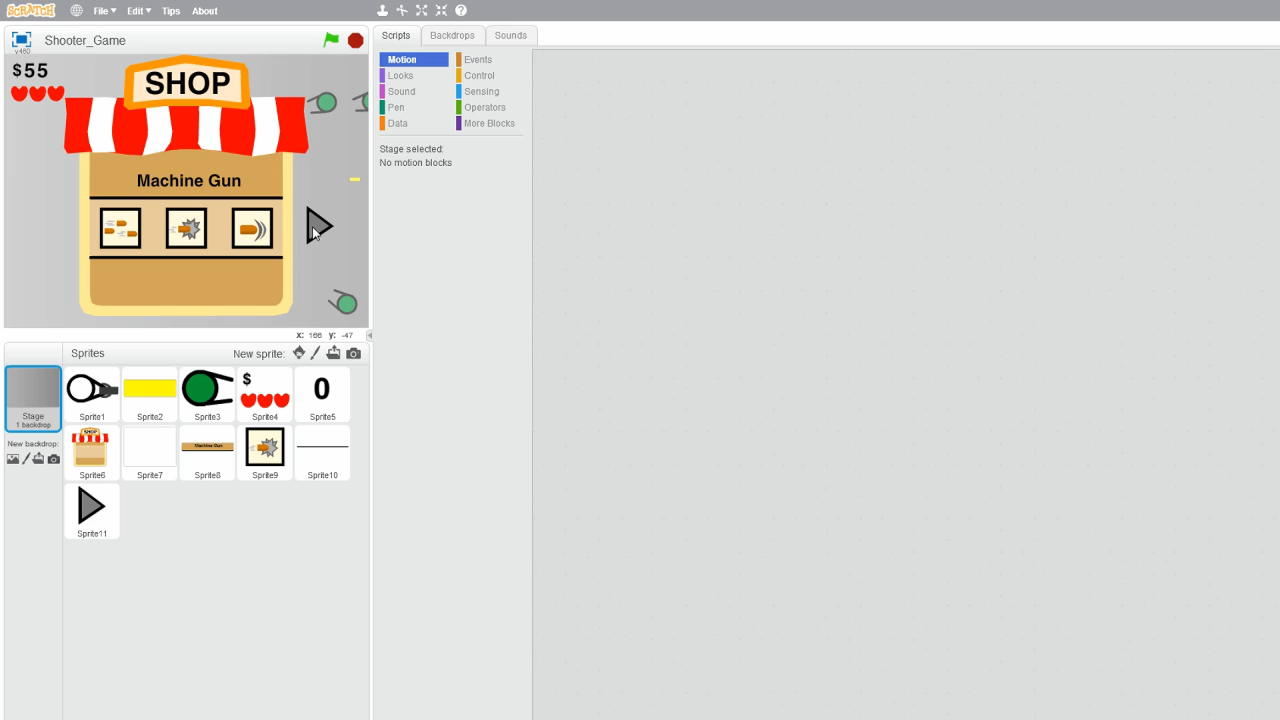 SCRATCH File Edit Tips About
v460 Shooter_Game
$55
SHOP
Machine Gun
x: 166 y: -47
Sprites New sprite:
Stage
1 backdrop
New backdrop:
Sprite1 Sprite2 Sprite3 $ Sprite4 0 Sprite5
SHOP Sprite6 Sprite7 Machine Gun Sprite8 Sprite9 Sprite10
Sprite11
Scripts Backdrops Sounds
Motion Events
Looks Control
Sound Sensing
Pen Operators
Data More Blocks
Stage selected:
No motion blocks